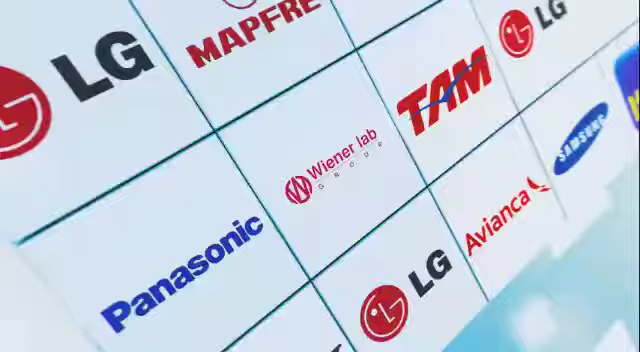 LG
MAPFRE
LG
TAM
Wiener lab
GROUP
SAMSUNG
Avianca
Panasonic
LG